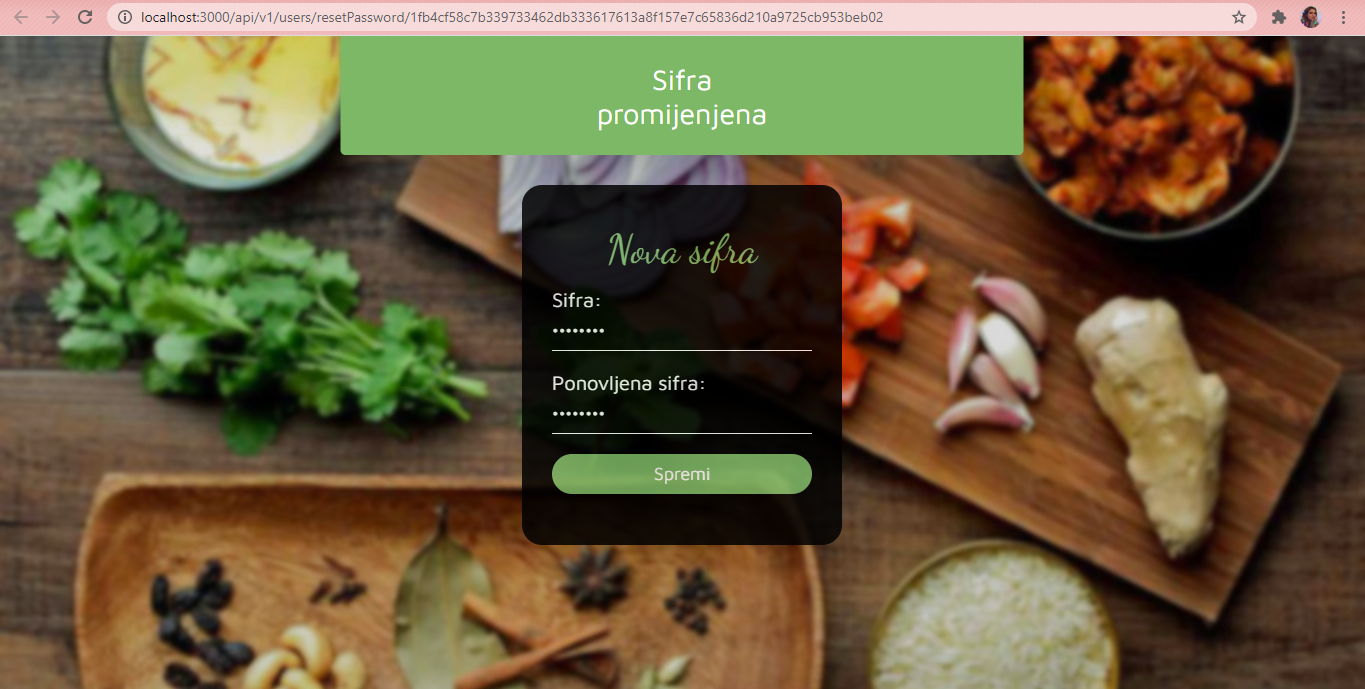 localhost:3000/api/v1/users/resetPassword/1fb4cf58c7b339733462db333617613a8f157e7c65836d210a9725cb953beb02
Sifra
promijenjena
Nova sifra
Sifra:
••••••••
Ponovljena sifra:
••••••••
Spremi